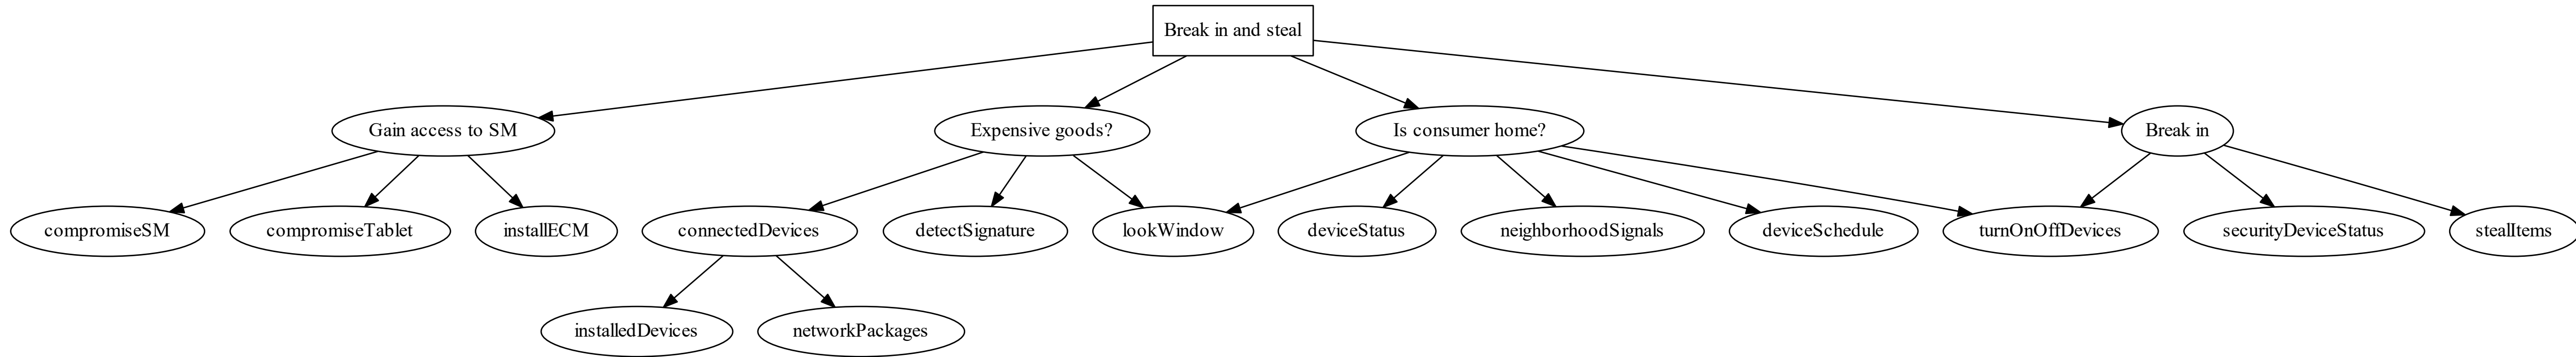 Break in and steal
Gain access to SM
Expensive goods?
Is consumer home?
Break in
compromiseSM
compromiseTablet
installECM
connectedDevices
detectSignature
lookWindow
deviceStatus
neighborhoodSignals
deviceSchedule
turnOnOffDevices
securityDeviceStatus
stealItems
installedDevices
networkPackages